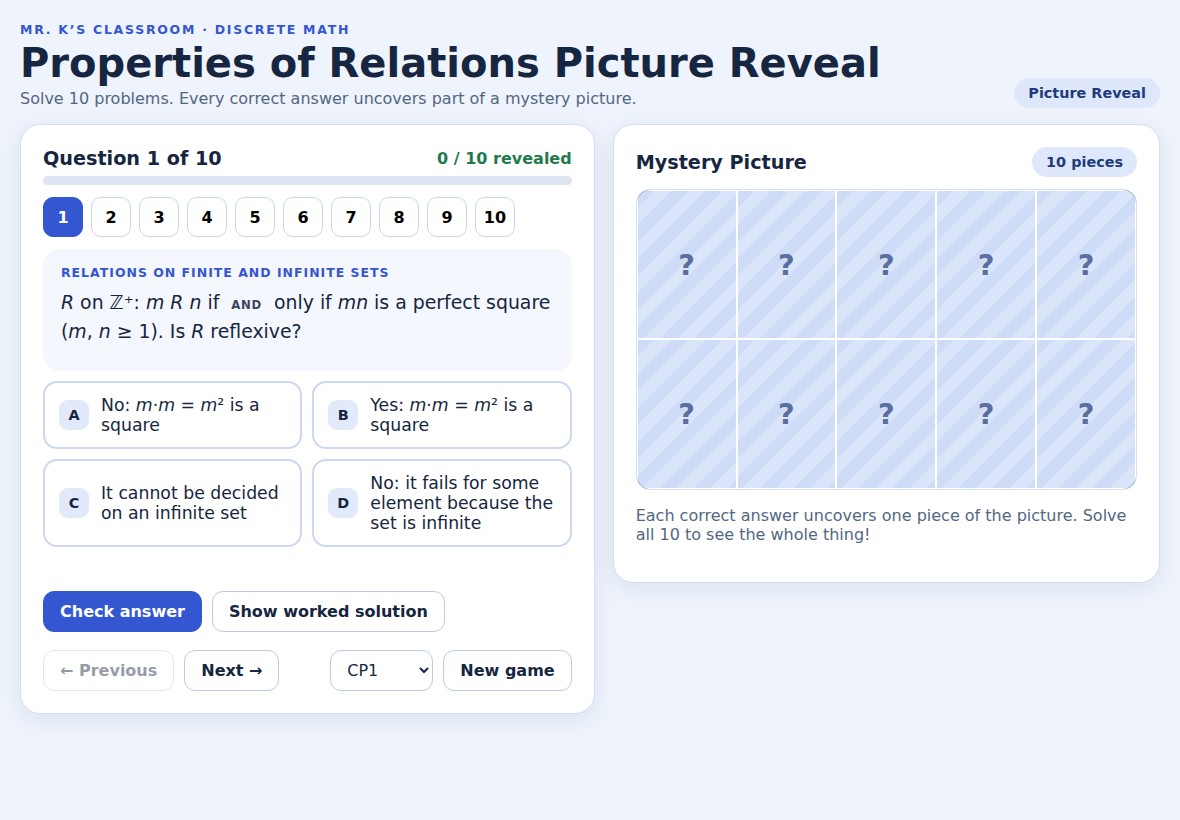 MR. K’S CLASSROOM · DISCRETE MATH
Properties of Relations Picture Reveal
Solve 10 problems. Every correct answer uncovers part of a mystery picture.
Picture Reveal
Question 1 of 10
0 / 10 revealed
1 2 3 4 5 6 7 8 9 10
RELATIONS ON FINITE AND INFINITE SETS
R on ℤ⁺: m R n if AND only if mn is a perfect square
(m, n ≥ 1). Is R reflexive?
A No: m·m = m² is a
square
B Yes: m·m = m² is a
square
C It cannot be decided
on an infinite set
D No: it fails for some
element because the
set is infinite
Check answer
Show worked solution
← Previous
Next →
CP1
New game
Mystery Picture
10 pieces
? ? ? ? ?
? ? ? ? ?
Each correct answer uncovers one piece of the picture. Solve
all 10 to see the whole thing!